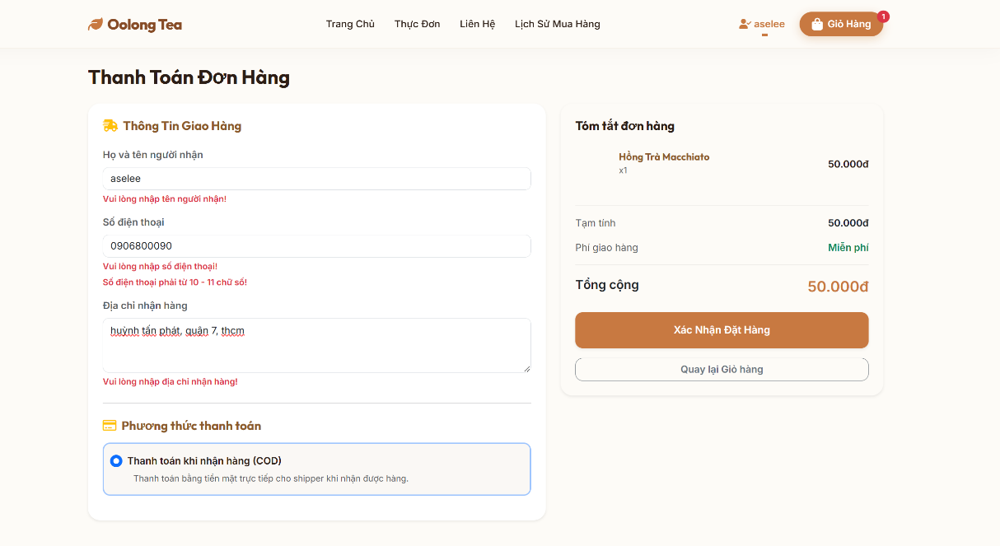 Oolong Tea
Trang Chủ
Thực Đơn
Liên Hệ
Lịch Sử Mua Hàng
aselee
Giỏ Hàng
1
Thanh Toán Đơn Hàng
Thông Tin Giao Hàng
Họ và tên người nhận
aselee
Vui lòng nhập tên người nhận!
Số điện thoại
0906800090
Vui lòng nhập số điện thoại!
Số điện thoại phải từ 10 - 11 chữ số!
Địa chỉ nhận hàng
huỳnh tấn phát, quận 7, thcm
Vui lòng nhập địa chỉ nhận hàng!
Phương thức thanh toán
Thanh toán khi nhận hàng (COD)
Thanh toán bằng tiền mặt trực tiếp cho shipper khi nhận được hàng.
Tóm tắt đơn hàng
Hồng Trà Macchiato
x1
50.000đ
Tạm tính
50.000đ
Phí giao hàng
Miễn phí
Tổng cộng
50.000đ
Xác Nhận Đặt Hàng
Quay lại Giỏ hàng